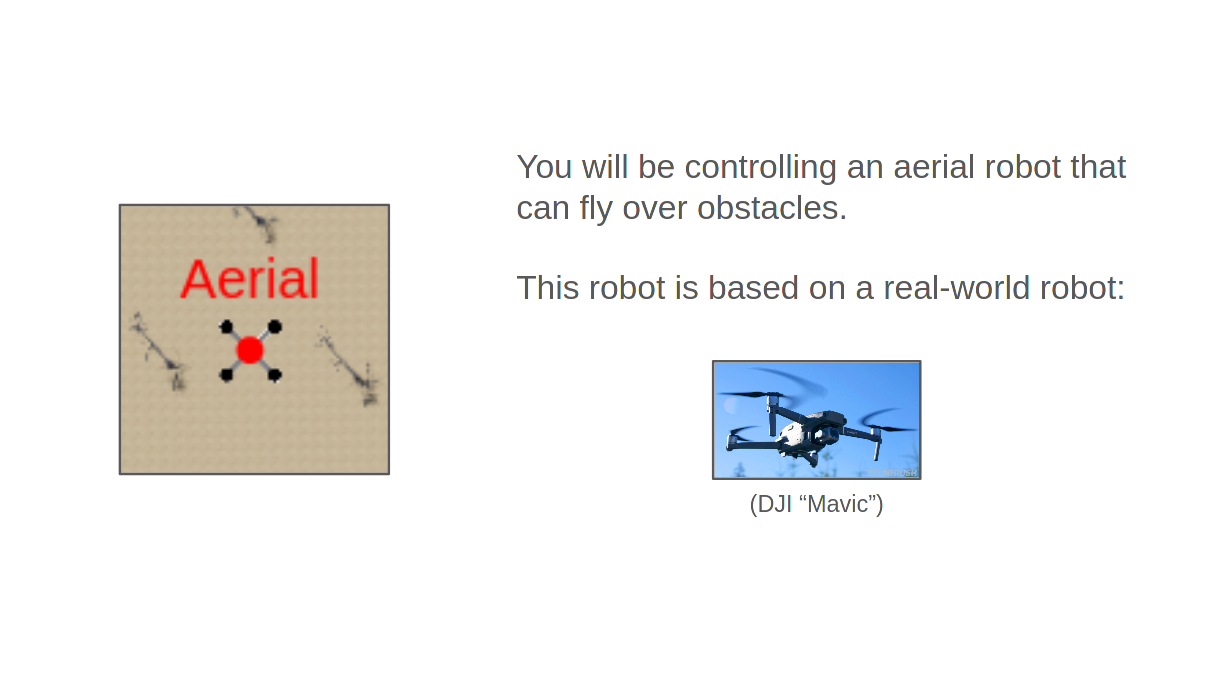 You will be controlling an aerial robot that
can fly over obstacles.
Aerial
This robot is based on a real-world robot:
(DJI “Mavic”)